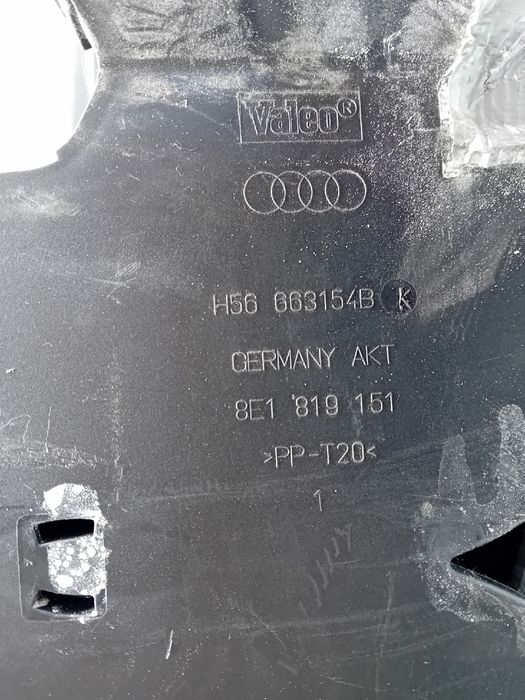 Valeo®
H56 663154B K
GERMANY AKT
8E1 819 151
>PP-T20<
1